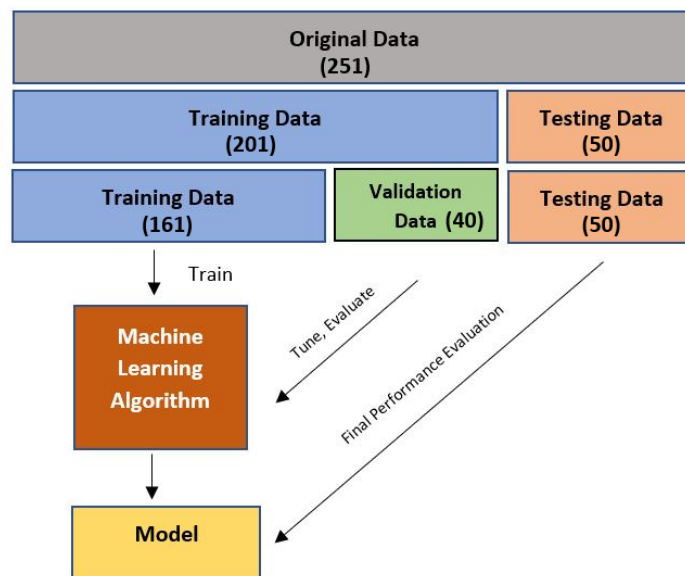 Original Data
(251)
Training Data
(201)
Testing Data
(50)
Training Data
(161)
Validation
Data (40)
Testing Data
(50)
Train
Tune, Evaluate
Final Performance Evaluation
Machine
Learning
Algorithm
Model